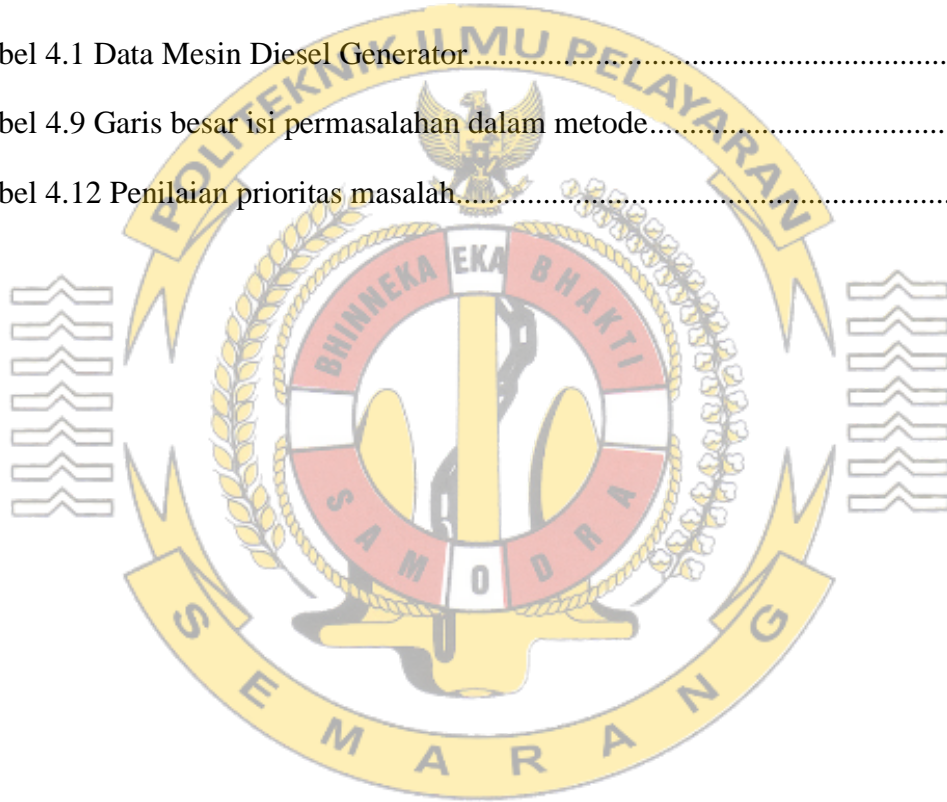 bel 4.1 Data Mesin Diesel Generator.......................................................
bel 4.9 Garis besar isi permasalahan dalam metode..................................
bel 4.12 Penilaian prioritas masalah.........................................................
POLITEKNIK ILMU PELAYARAN
BHINNEKA EKA BHAKTI
SAMODRA
SEMARANG